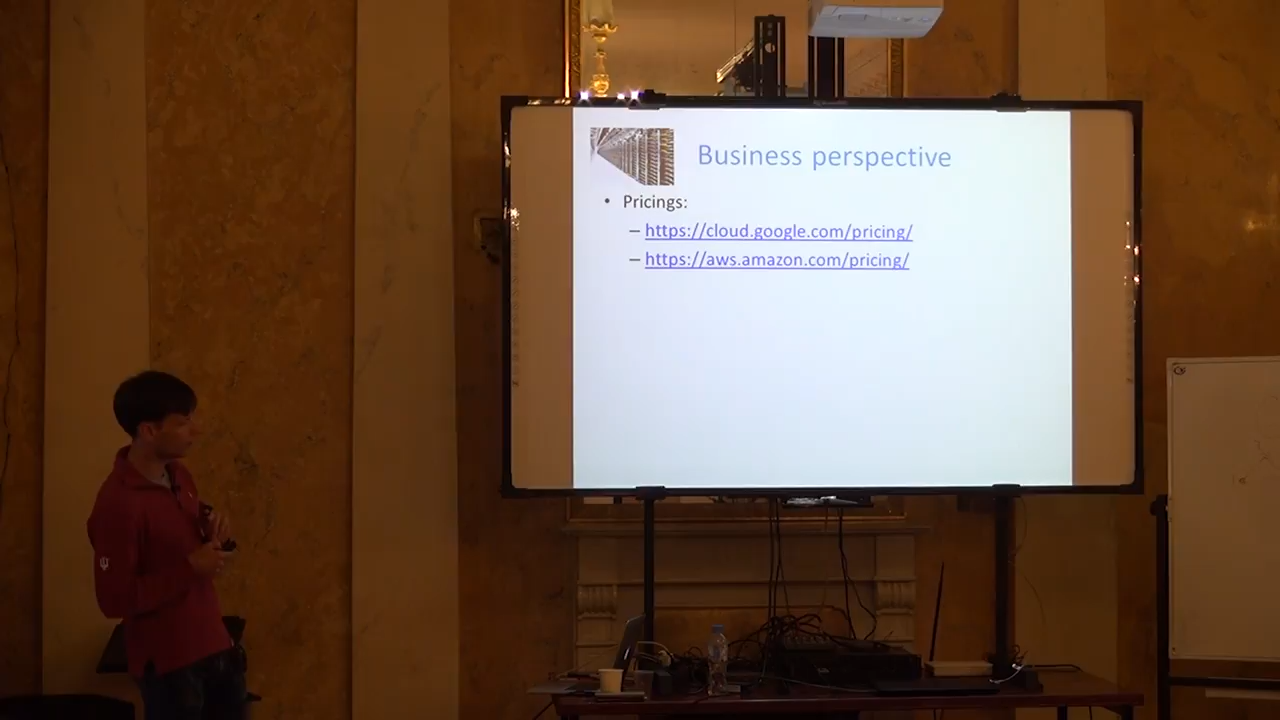 Business perspective
• Pricings:
– https://cloud.google.com/pricing/
– https://aws.amazon.com/pricing/